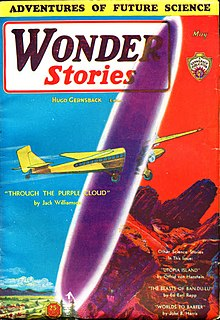 ADVENTURES OF FUTURE SCIENCE
WONDER
Stories
May
HUGO GERNSBACK
"THROUGH THE PURPLE CLOUD"
by Jack Williamson
Other Science Stories
In This Issue:
"UTOPIA ISLAND"
by Otfrid von Hanstein
"THE BEASTS OF BAN-DU-LU"
by Ed Earl Repp
"WORLDS TO BARTER"
by John B. Harris
25